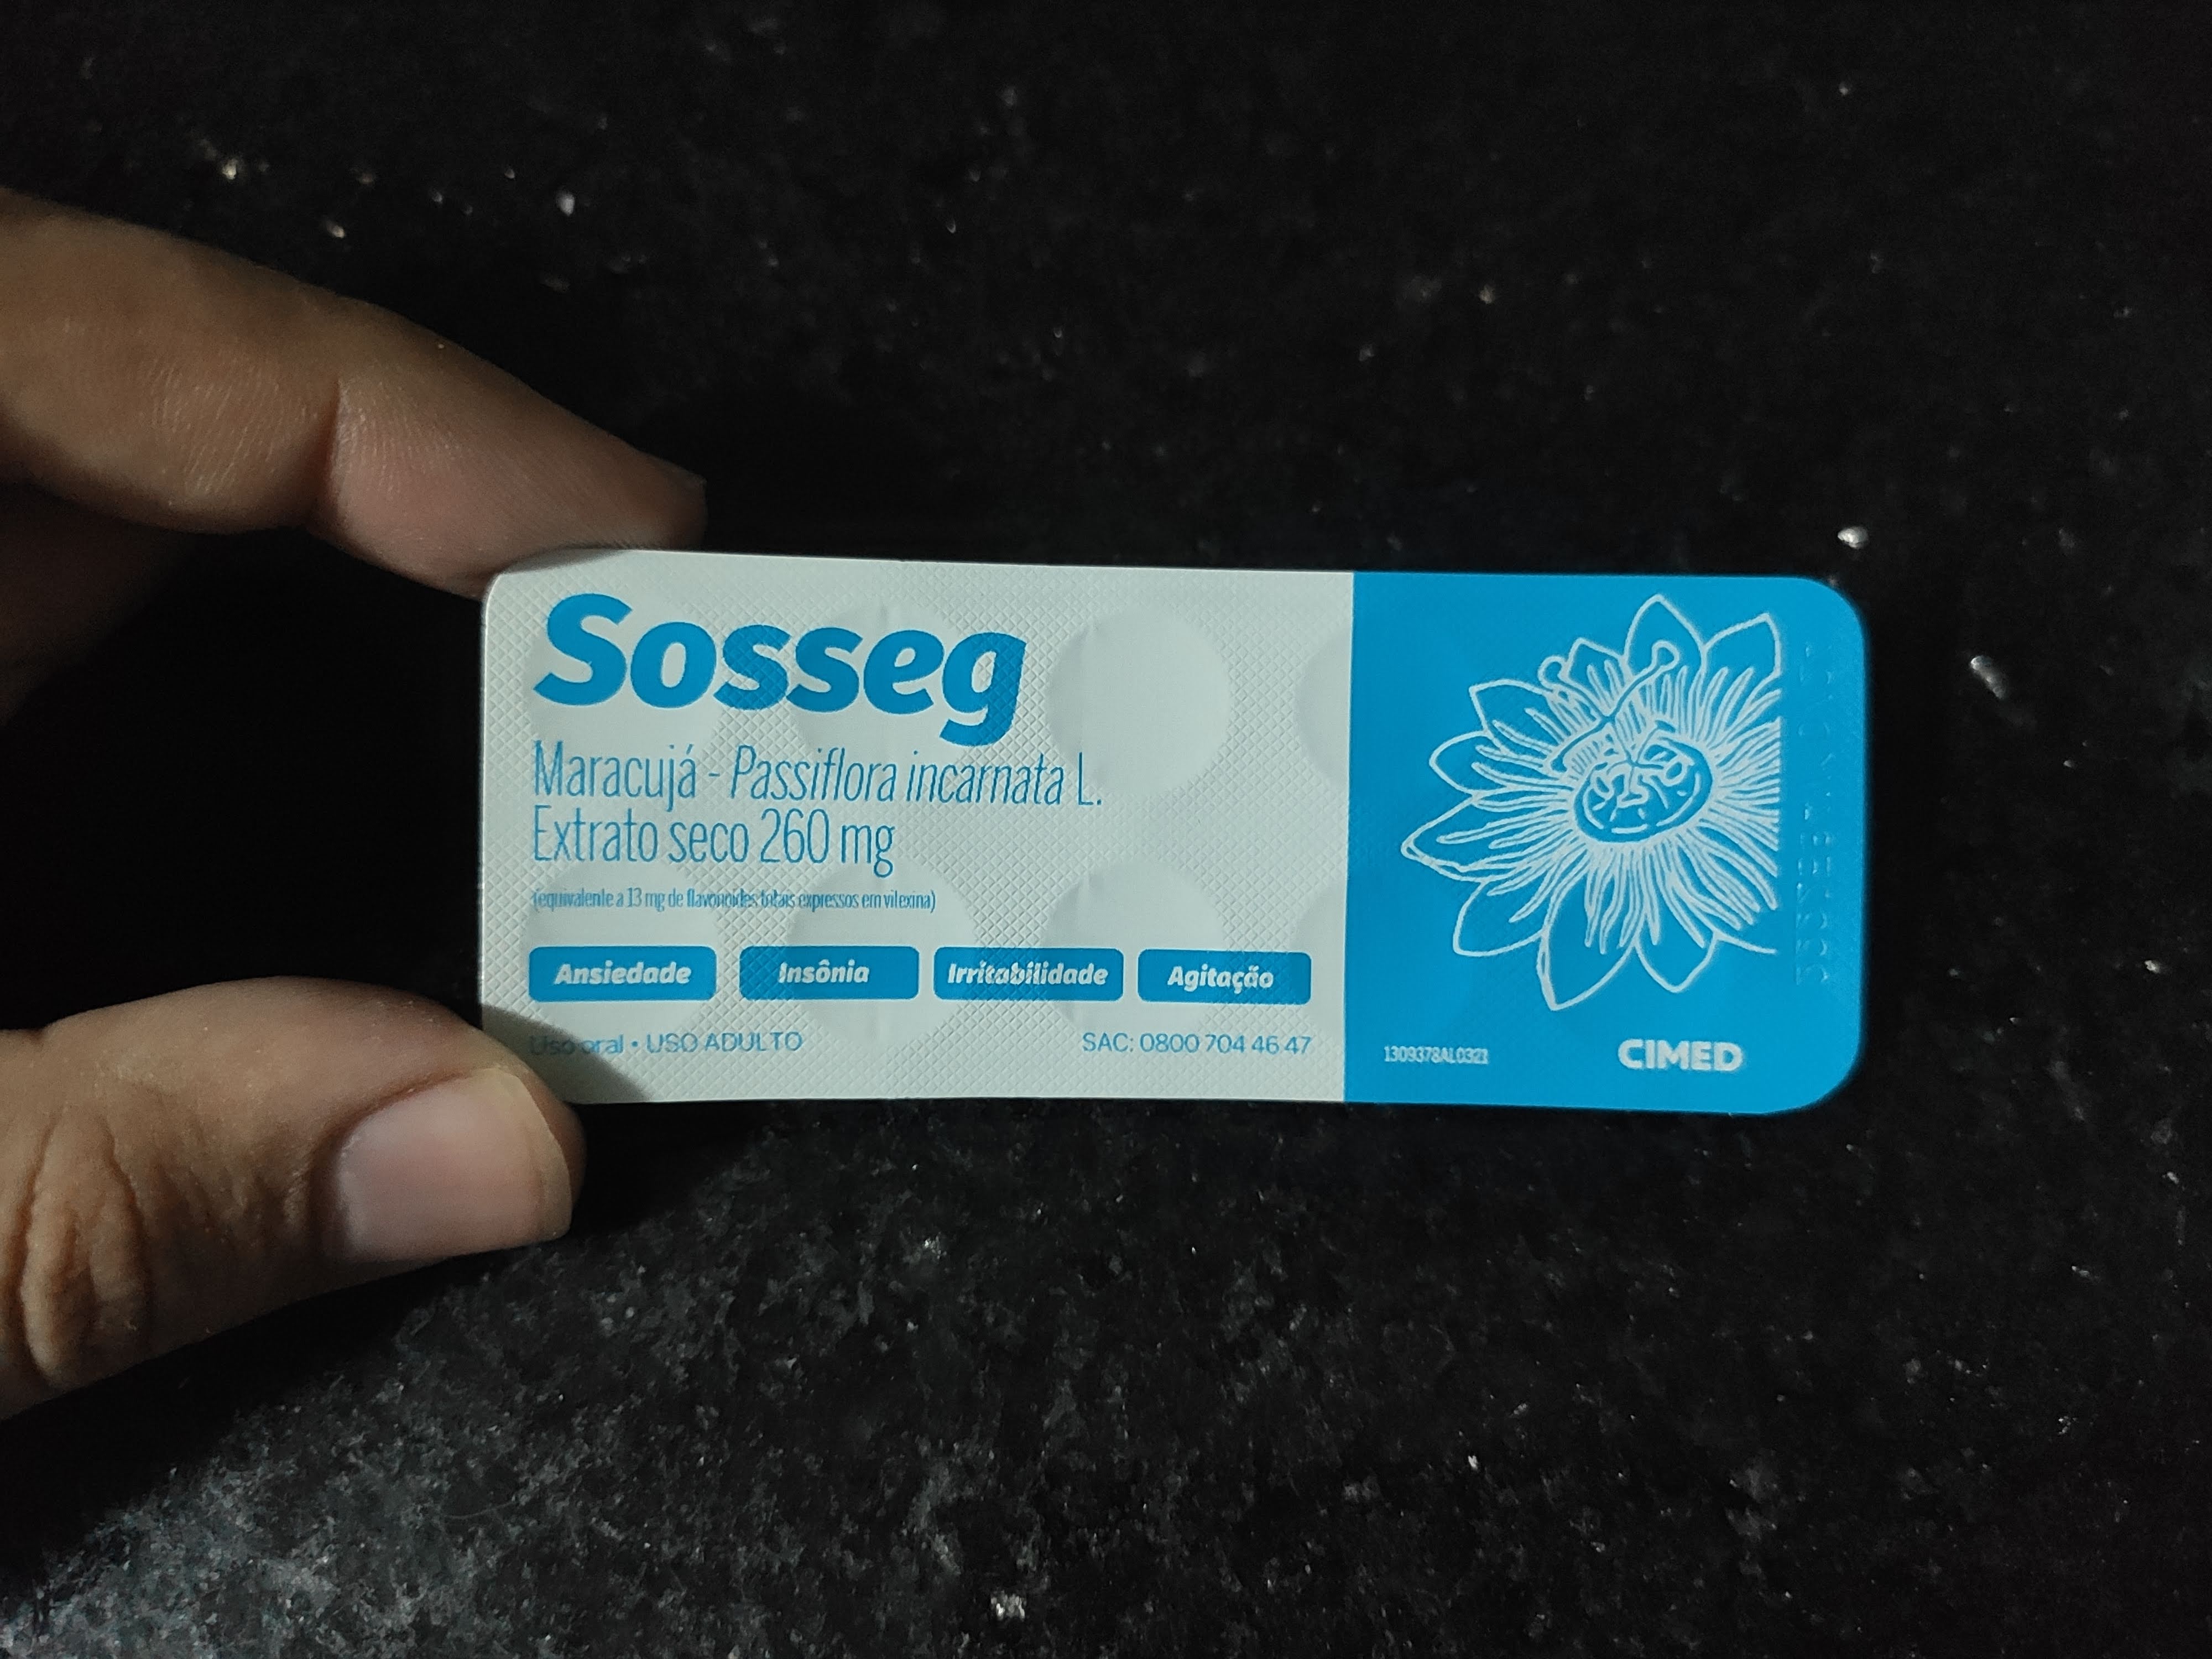 Sosseg
Maracujá - Passiflora incarnata L.
Extrato seco 260 mg
(equivalente a 13 mg de flavonoides totais expressos em vitexina)
Ansiedade Insônia Irritabilidade Agitação
Uso oral • USO ADULTO SAC: 0800 704 46 47
1309378AL0323
CIMED